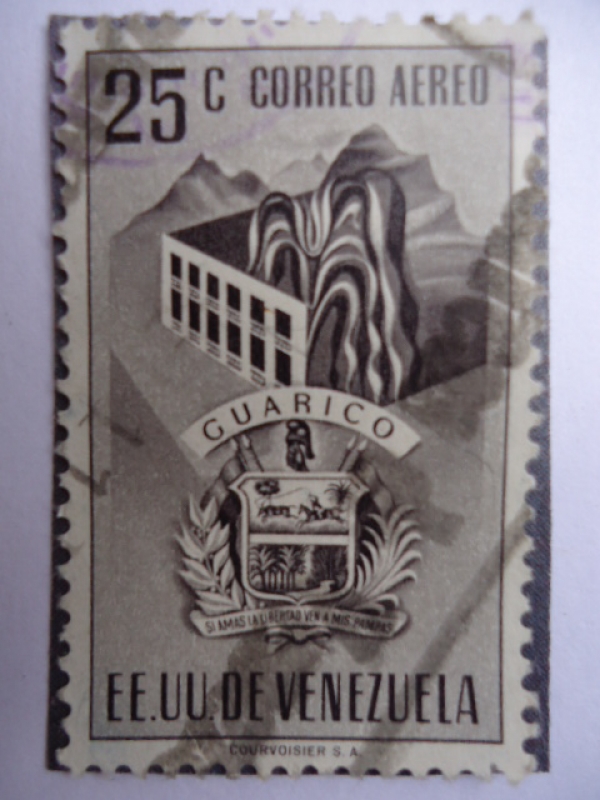 25 C CORREO AEREO
GUARICO
SI AMAS LA LIBERTAD VEN A MIS PAMPAS
EE.UU. DE VENEZUELA
COURVOISIER S.A.